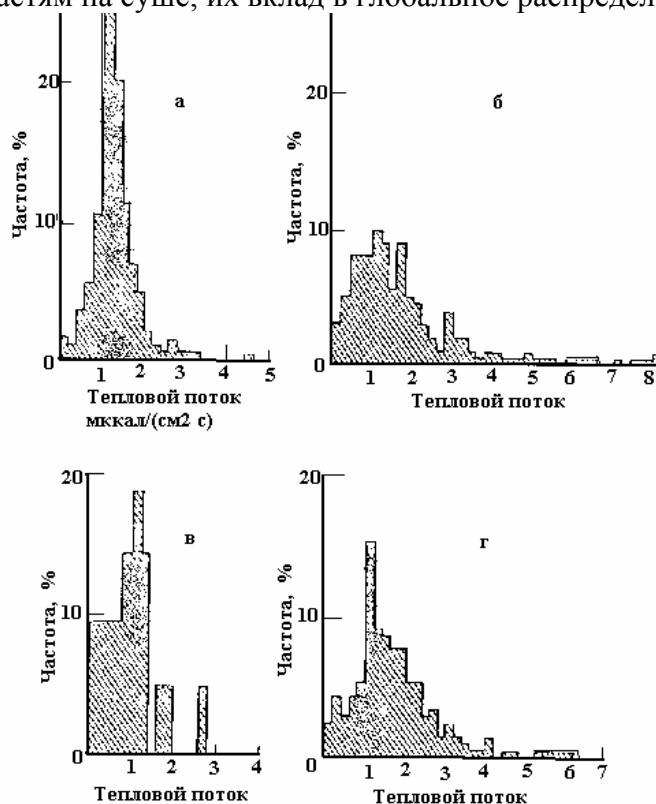 астям на суше, их вклад в глобальное распредел
20
10
0
Частота, %
а
1 2 3 4 5
Тепловой поток
мккал/(см2 с)
20
10
0
Частота, %
б
1 2 3 4 5 6 7 8
Тепловой поток
20
10
0
Частота, %
в
1 2 3 4
Тепловой поток
20
10
0
Частота, %
г
1 2 3 4 5 6 7
Тепловой поток